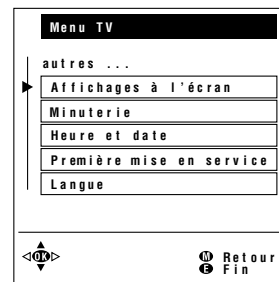 Menu TV
autres ...
Affichages à l'écran
Minuterie
Heure et date
Première mise en service
Langue
OK
M Retour
E Fin